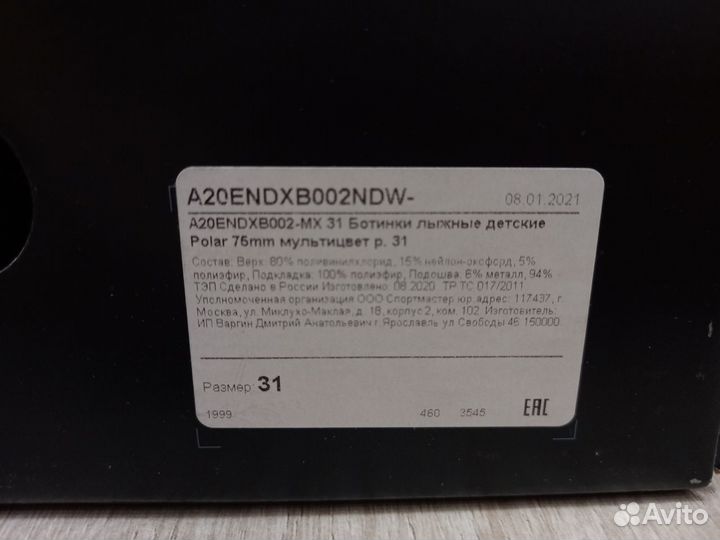 A20ENDXB002NDW-
08.01.2021
A20ENDXB002-MX 31 Ботинки лыжные детские
Polar 75mm мультицвет р. 31
Состав: Верх: 80% поливинилхлорид, 15% нейлон-оксфорд, 5%
полиэфир, Подкладка: 100% полиэфир, Подошва: 6% металл, 94% -
ТЭП Сделано в России Изготовлено: 08.2020 ТР ТС 017/2011
Уполномоченная организация ООО Спортмастер юр.адрес: 117437, г.
Москва, ул. Миклухо-Маклая, д. 18, корпус 2, ком. 102 Изготовитель:
ИП Варгин Дмитрий Анатольевич г.Ярославль ул Свободы 46 150000
Размер: 31
1999
460
3545
EAC
Avito